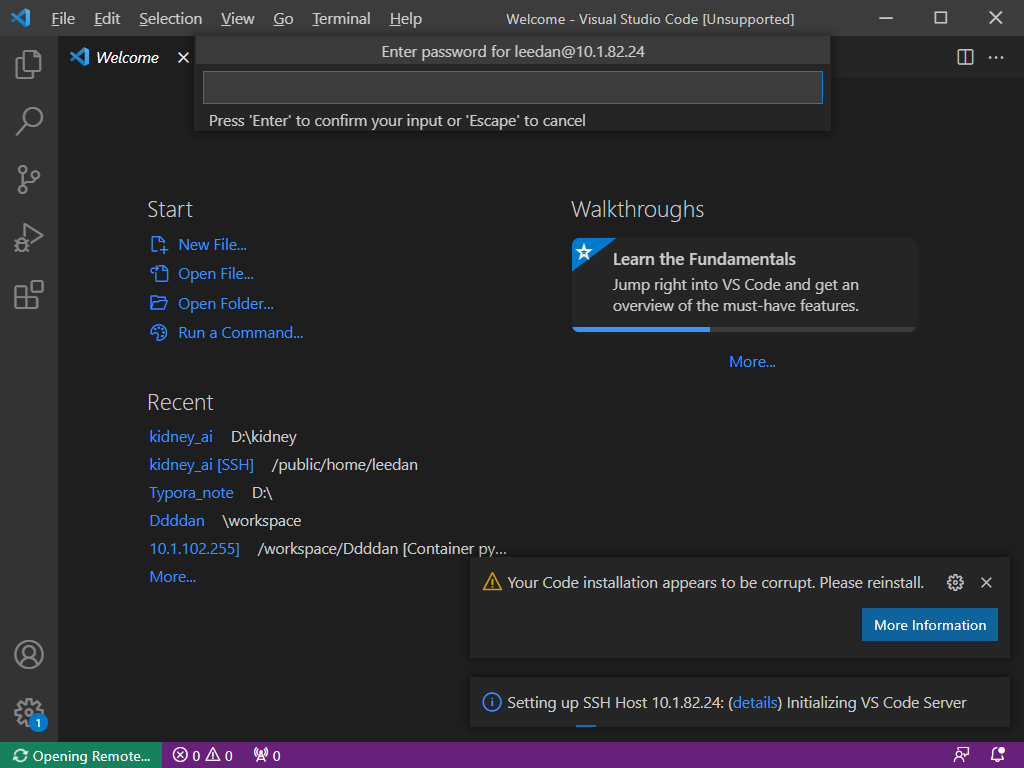 File Edit Selection View Go Terminal Help Welcome - Visual Studio Code [Unsupported]
Welcome
Enter password for leedan@10.1.82.24
Press 'Enter' to confirm your input or 'Escape' to cancel
Start
New File...
Open File...
Open Folder...
Run a Command...
Recent
kidney_ai D:\kidney
kidney_ai [SSH] /public/home/leedan
Typora_note D:\
Ddddan \workspace
10.1.102.255] /workspace/Ddddan [Container py...
More...
Walkthroughs
Learn the Fundamentals
Jump right into VS Code and get an
overview of the must-have features.
More...
Your Code installation appears to be corrupt. Please reinstall.
More Information
Setting up SSH Host 10.1.82.24: (details) Initializing VS Code Server
1
Opening Remote... 0 0 0